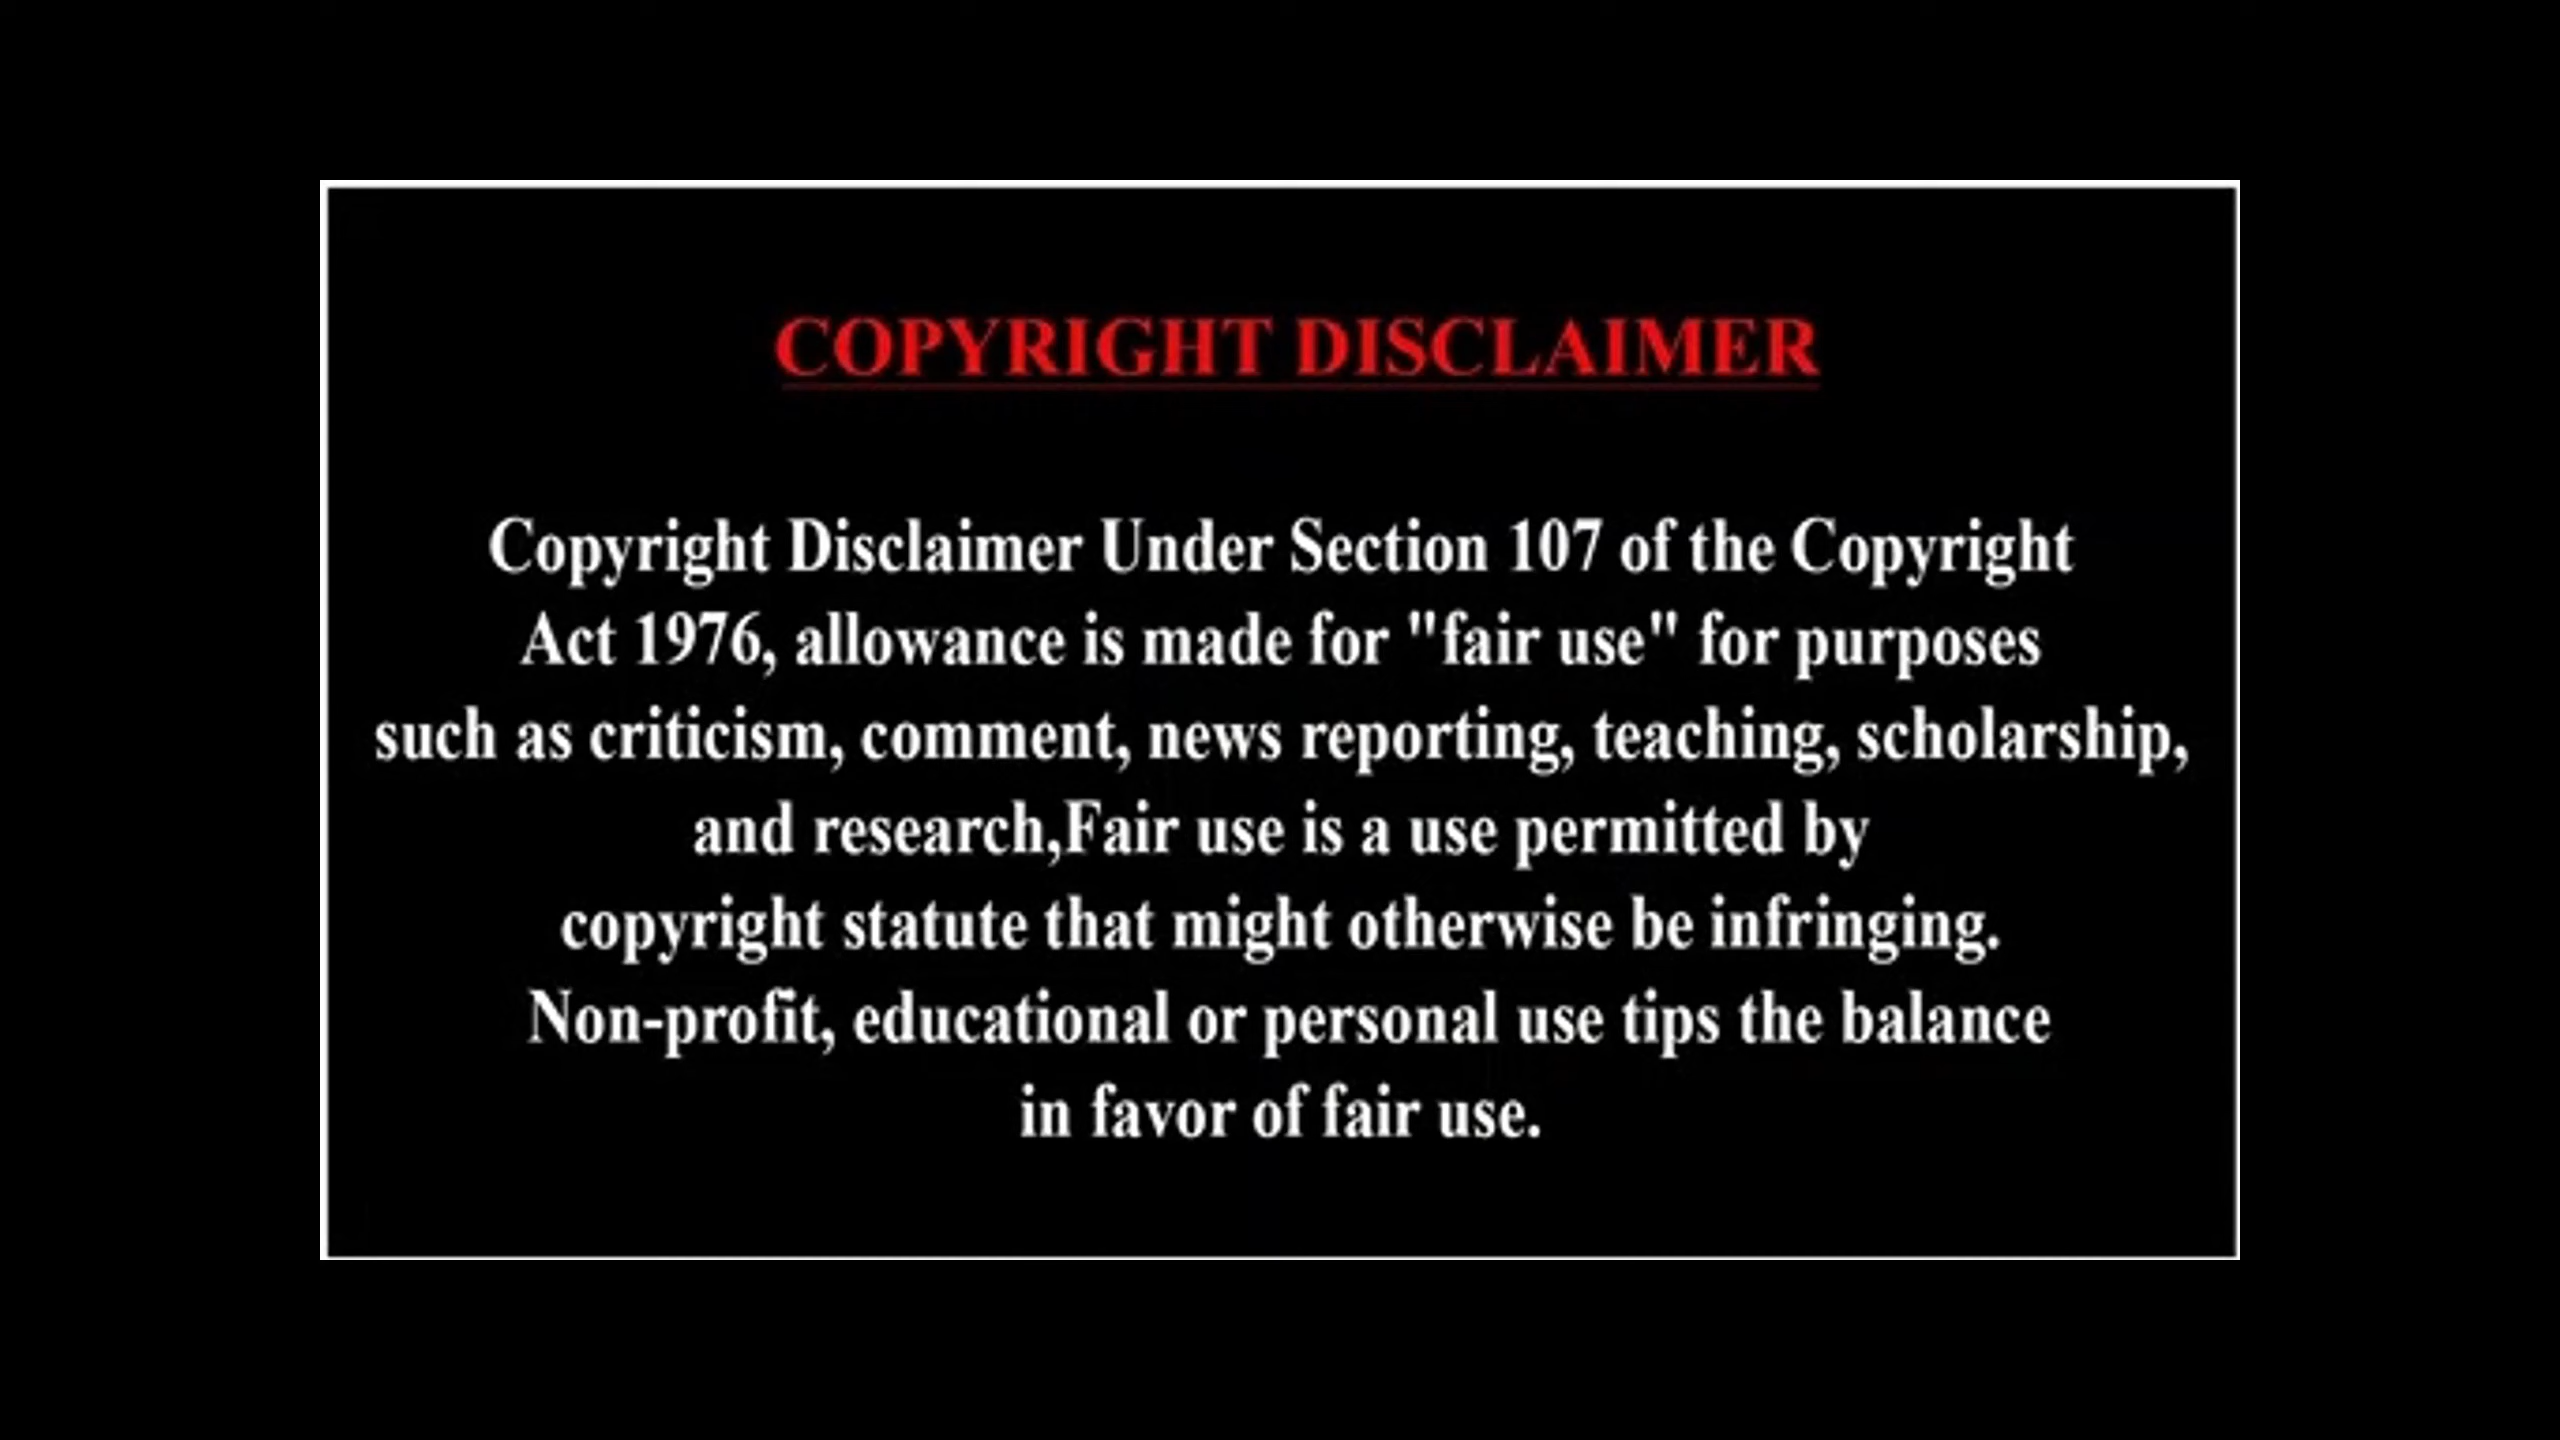 COPYRIGHT DISCLAIMER
Copyright Disclaimer Under Section 107 of the Copyright
Act 1976, allowance is made for "fair use" for purposes
such as criticism, comment, news reporting, teaching, scholarship,
and research,Fair use is a use permitted by
copyright statute that might otherwise be infringing.
Non-profit, educational or personal use tips the balance
in favor of fair use.